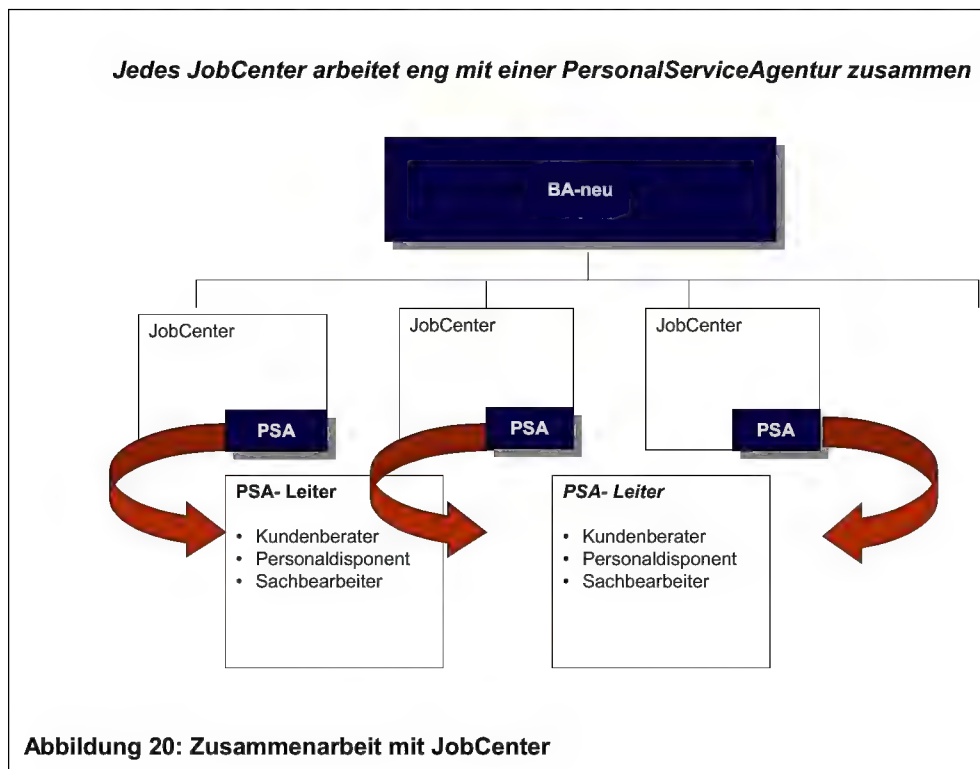 Jedes JobCenter arbeitet eng mit einer PersonalServiceAgentur zusammen
BA-neu
JobCenter
JobCenter
JobCenter
PSA
PSA
PSA
PSA- Leiter
• Kundenberater
• Personaldisponent
• Sachbearbeiter
PSA- Leiter
• Kundenberater
• Personaldisponent
• Sachbearbeiter
Abbildung 20: Zusammenarbeit mit JobCenter